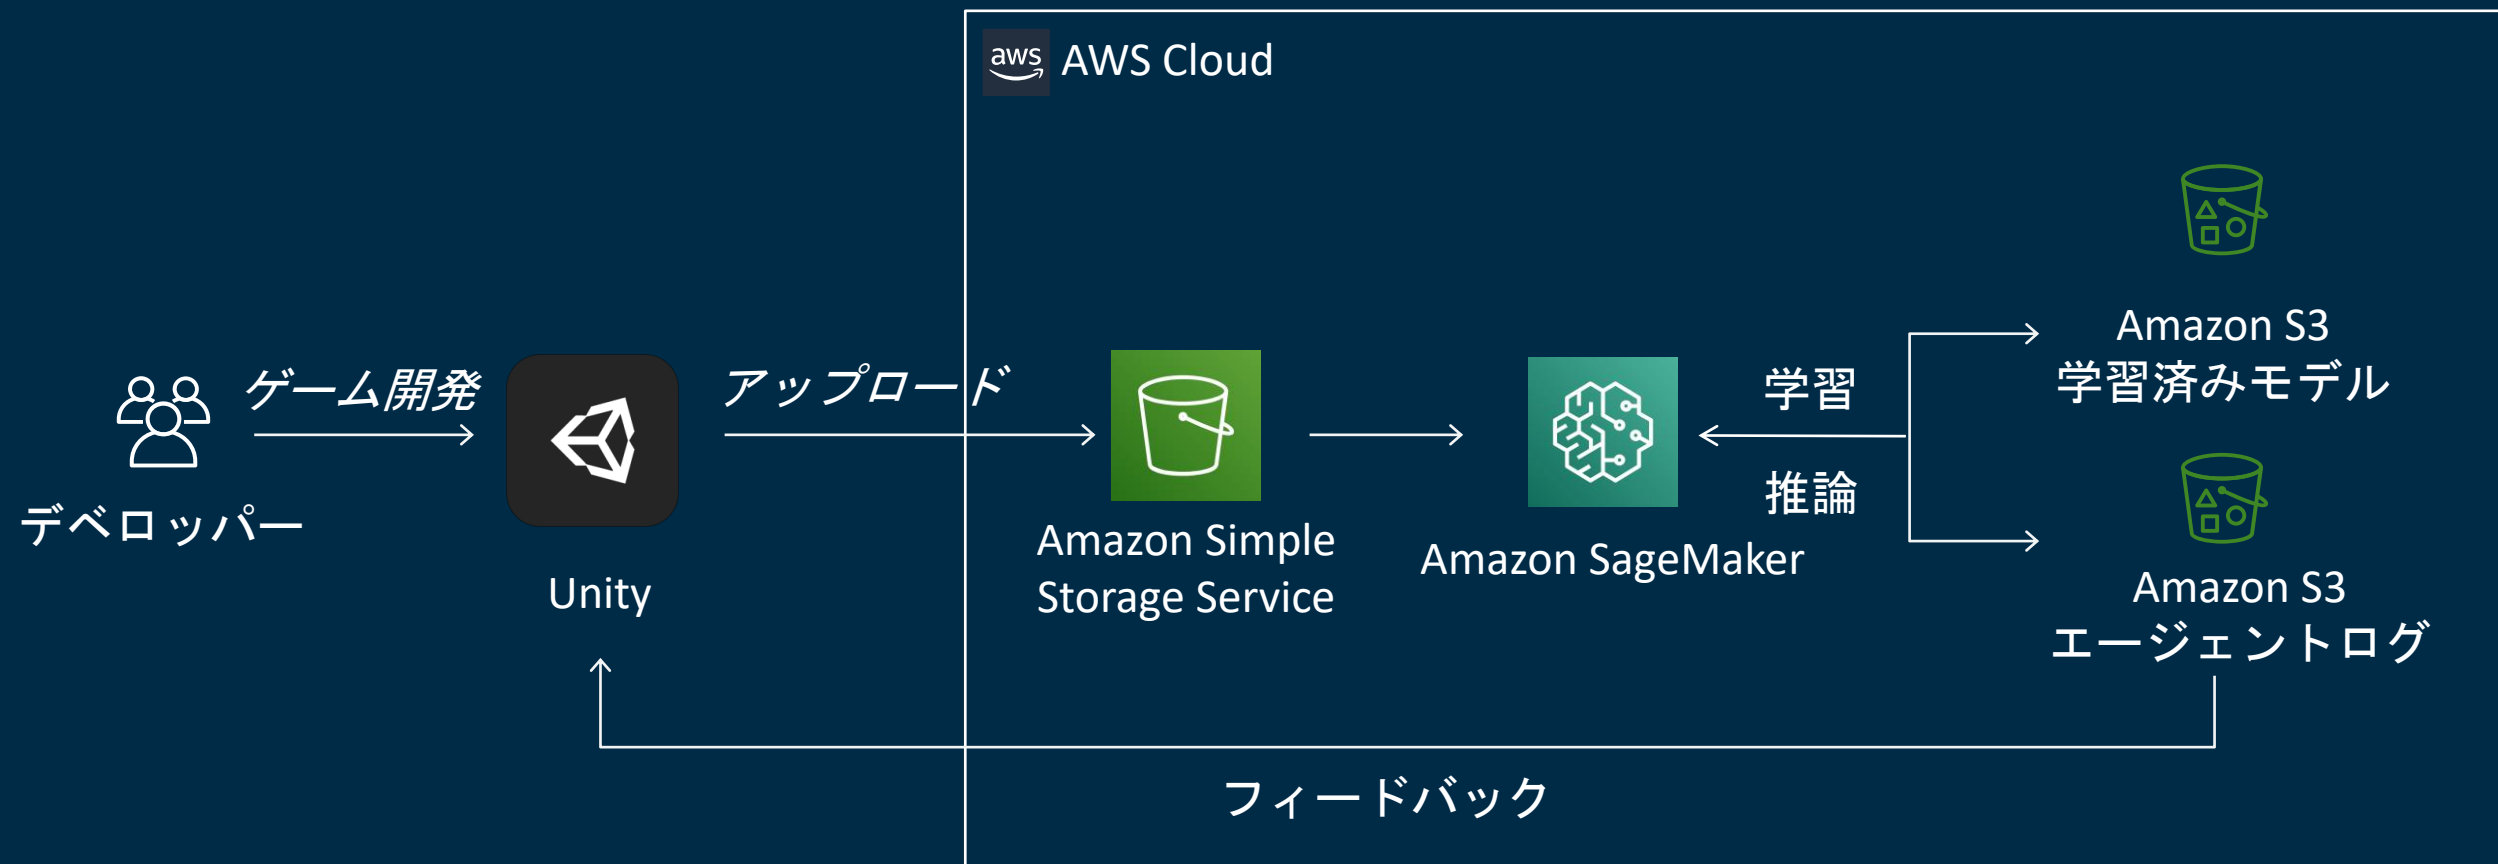 aws
AWS Cloud
ゲーム開発
アップロード
学習
推論
デベロッパー
Unity
Amazon Simple
Storage Service
Amazon SageMaker
Amazon S3
学習済みモデル
Amazon S3
エージェントログ
フィードバック